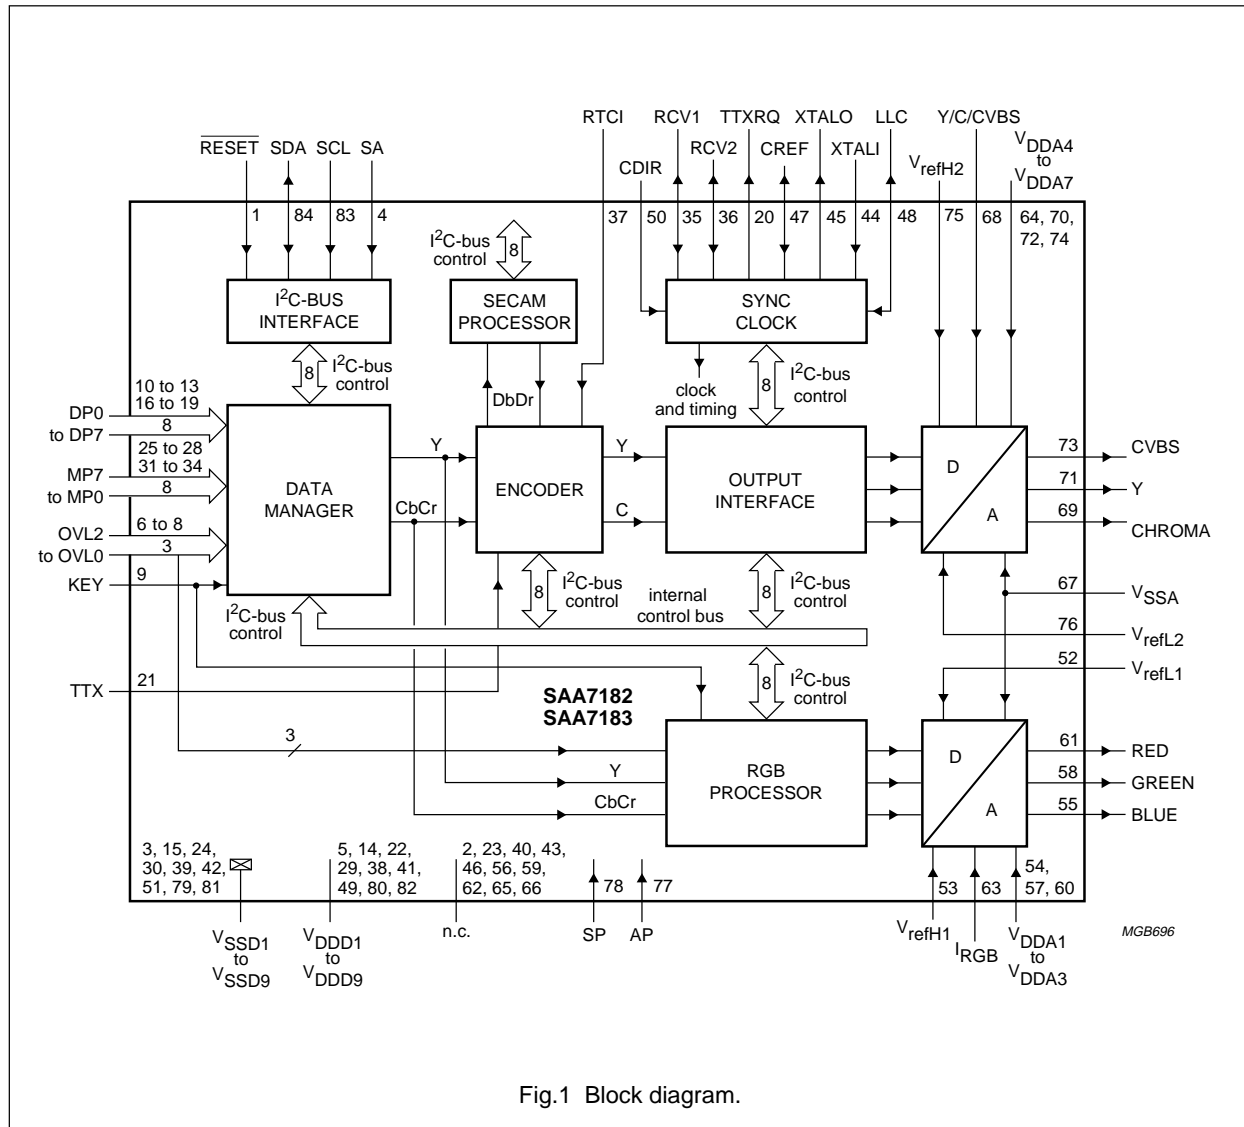 RTCI RCV1 TTXRQ XTALO LLC Y/C/CVBS
RESET SDA SCL SA
CDIR RCV2 CREF XTALI
VrefH2
VDDA4
to
VDDA7
1 84 83 4
37 50 35 36 20 47 45 44 48 75 68 64, 70,
72, 74
I2C-bus
control
8
I2C-BUS
INTERFACE
SECAM
PROCESSOR
SYNC
CLOCK
8
I2C-bus
control
DbDr
clock
and timing
8
I2C-bus
control
10 to 13
16 to 19
DP0
to DP7
8
25 to 28
31 to 34
MP7
to MP0
8
6 to 8
OVL2
to OVL0
3
9
KEY
DATA
MANAGER
Y
CbCr
ENCODER
Y
C
OUTPUT
INTERFACE
D
A
73 CVBS
71 Y
69 CHROMA
I2C-bus
control
8
I2C-bus
control
internal
control bus
8
I2C-bus
control
67 VSSA
76 VrefL2
52 VrefL1
21
TTX
SAA7182
SAA7183
8
I2C-bus
control
3
Y
CbCr
RGB
PROCESSOR
D
A
61 RED
58 GREEN
55 BLUE
3, 15, 24,
30, 39, 42,
51, 79, 81
5, 14, 22,
29, 38, 41,
49, 80, 82
2, 23, 40, 43,
46, 56, 59,
62, 65, 66
78 77
53 63
54,
57, 60
VSSD1
to
VSSD9
VDDD1
to
VDDD9
n.c.
SP AP
VrefH1
IRGB
VDDA1
to
VDDA3
MGB696
Fig.1 Block diagram.